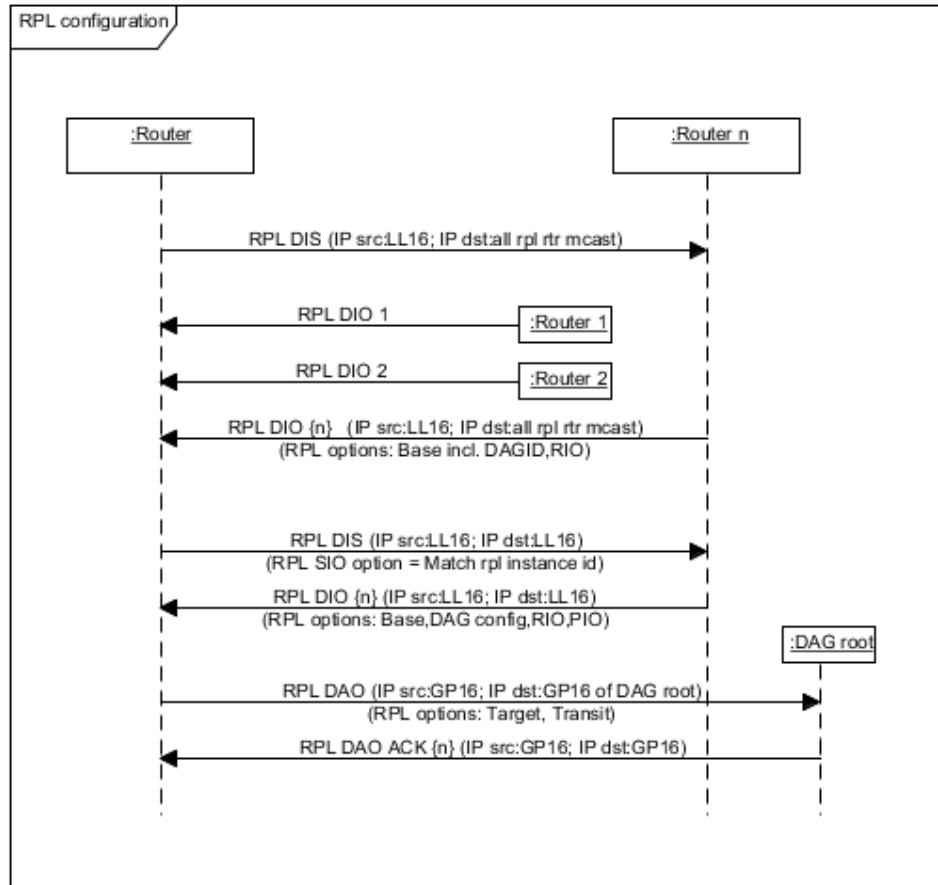 RPL configuration
:Router
:Router n
RPL DIS (IP src:LL16; IP dst:all rpl rtr mcast)
RPL DIO 1
:Router 1
RPL DIO 2
:Router 2
RPL DIO {n} (IP src:LL16; IP dst:all rpl rtr mcast)
(RPL options: Base incl. DAGID,RIO)
RPL DIS (IP src:LL16; IP dst:LL16)
(RPL SIO option = Match rpl instance id)
RPL DIO {n} (IP src:LL16; IP dst:LL16)
(RPL options: Base,DAG config,RIO,PIO)
:DAG root
RPL DAO (IP src:GP16; IP dst:GP16 of DAG root)
(RPL options: Target, Transit)
RPL DAO ACK {n} (IP src:GP16; IP dst:GP16)